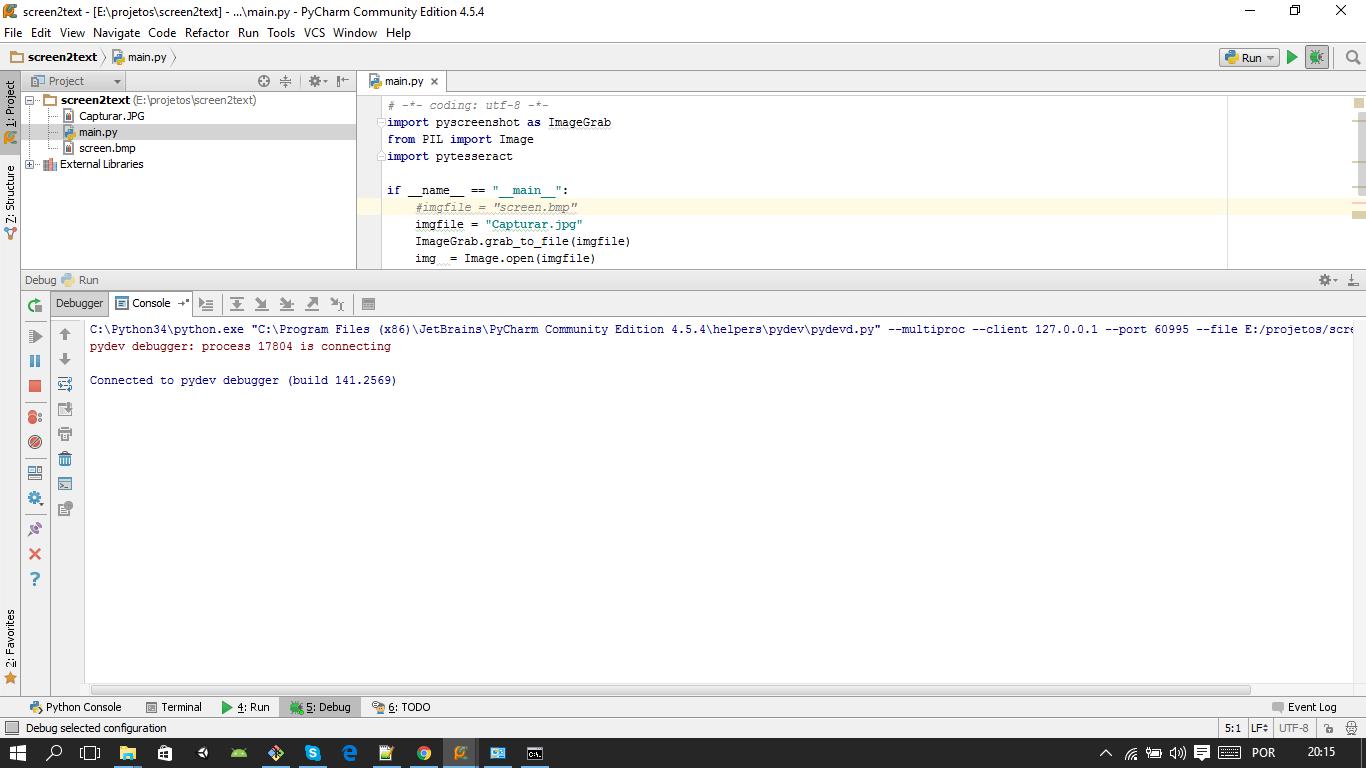 screen2text - [E:\projetos\screen2text] - ...\main.py - PyCharm Community Edition 4.5.4
File Edit View Navigate Code Refactor Run Tools VCS Window Help
screen2text main.py Run
1: Project
Z: Structure
2: Favorites
Project
screen2text (E:\projetos\screen2text)
Capturar.JPG
main.py
screen.bmp
External Libraries
main.py
# -*- coding: utf-8 -*-
import pyscreenshot as ImageGrab
from PIL import Image
import pytesseract
if __name__ == "__main__":
#imgfile = "screen.bmp"
imgfile = "Capturar.jpg"
ImageGrab.grab_to_file(imgfile)
img  = Image.open(imgfile)
Debug Run
Debugger Console
C:\Python34\python.exe "C:\Program Files (x86)\JetBrains\PyCharm Community Edition 4.5.4\helpers\pydev\pydevd.py" --multiproc --client 127.0.0.1 --port 60995 --file E:/projetos/scre
pydev debugger: process 17804 is connecting
Connected to pydev debugger (build 141.2569)
Python Console Terminal 4: Run 5: Debug 6: TODO Event Log
Debug selected configuration 5:1 LF UTF-8
POR 20:15